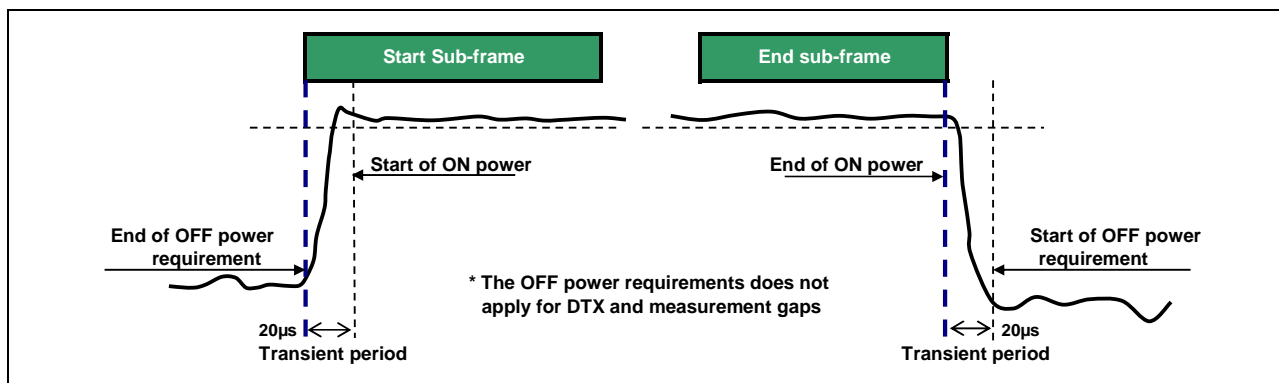 Start Sub-frame
End sub-frame
Start of ON power
End of ON power
End of OFF power
requirement
Start of OFF power
requirement
* The OFF power requirements does not
apply for DTX and measurement gaps
20µs
Transient period
20µs
Transient period